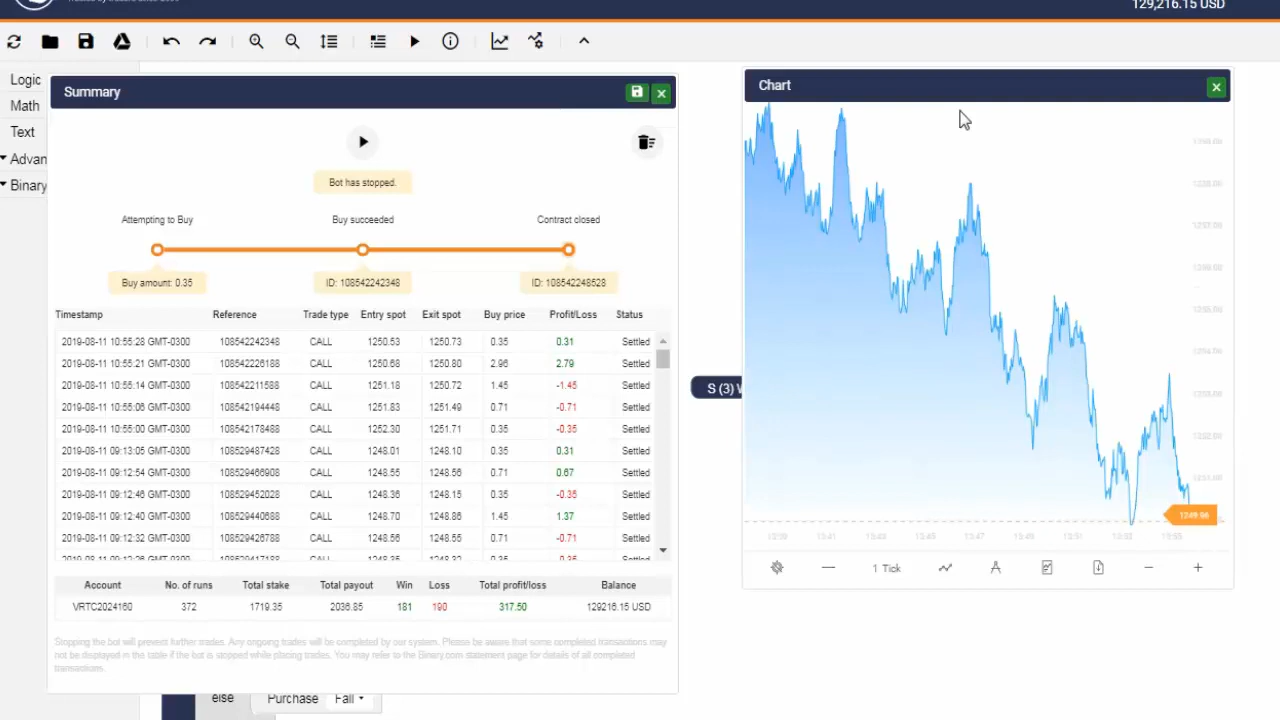 129,216.15 USD
Logic
Math
Text
Advan
Binary
Summary
Bot has stopped.
Attempting to Buy Buy succeeded Contract closed
Buy amount: 0.35 ID: 108542242348 ID: 108542248528
Timestamp Reference Trade type Entry spot Exit spot Buy price Profit/Loss Status
2019-08-11 10:55:28 GMT-0300 108542242348 CALL 1250.53 1250.73 0.35 0.31 Settled
2019-08-11 10:55:21 GMT-0300 108542226188 CALL 1250.68 1250.80 2.96 2.79 Settled
2019-08-11 10:55:14 GMT-0300 108542211588 CALL 1251.18 1250.72 1.45 -1.45 Settled
2019-08-11 10:55:06 GMT-0300 108542194448 CALL 1251.83 1251.49 0.71 -0.71 Settled
2019-08-11 10:55:00 GMT-0300 108542178488 CALL 1252.30 1251.71 0.35 -0.35 Settled
2019-08-11 09:13:05 GMT-0300 108529487428 CALL 1248.01 1248.10 0.35 0.31 Settled
2019-08-11 09:12:54 GMT-0300 108529466908 CALL 1248.55 1248.56 0.71 0.67 Settled
2019-08-11 09:12:46 GMT-0300 108529452028 CALL 1248.36 1248.15 0.35 -0.35 Settled
2019-08-11 09:12:40 GMT-0300 108529440688 CALL 1248.70 1248.86 1.45 1.37 Settled
2019-08-11 09:12:32 GMT-0300 108529426788 CALL 1248.56 1248.55 0.71 -0.71 Settled
Account No. of runs Total stake Total payout Win Loss Total profit/loss Balance
VRTC2024160 372 1719.35 2036.85 181 190 317.50 129216.15 USD
Stopping the bot will prevent further trades. Any ongoing trades will be completed by our system. Please be aware that some completed transactions may
not be displayed in the table if the bot is stopped while placing trades. You may refer to the Binary.com statement page for details of all completed
transactions.
S (3)
Chart
1249.96
1 Tick
else Purchase Fall